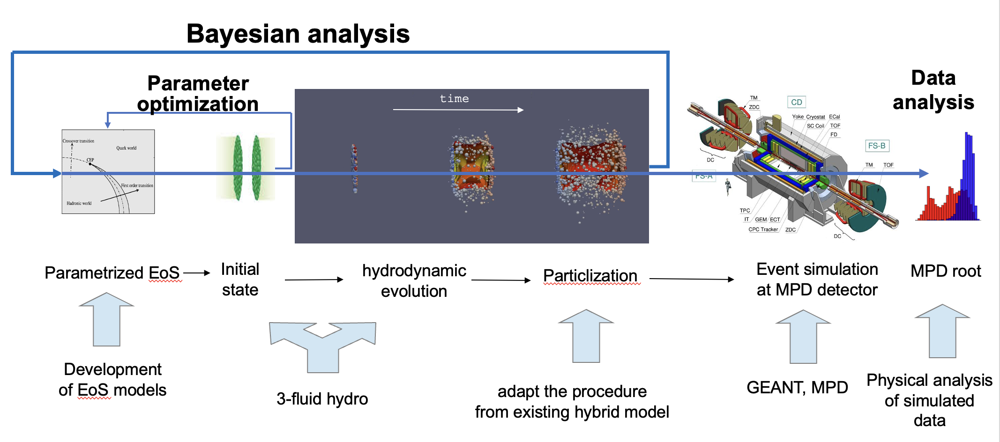 Bayesian analysis
Parameter
optimization
Data
analysis
time
Crossover transition
Quark world
CEP
First order transition
Hadronic world
TM
ZDC
CD
Yoke Cryostat ECal
SC Coil TOF
FD
FS-B
TM TOF
DC
FS-A
TPC
IT GEM ECT
CPC Tracker ZDC
DC
Parametrized EoS
Initial
state
hydrodynamic
evolution
Particlization
Event simulation
at MPD detector
MPD root
Development
of EoS models
3-fluid hydro
adapt the procedure
from existing hybrid model
GEANT, MPD
Physical analysis
of simulated
data